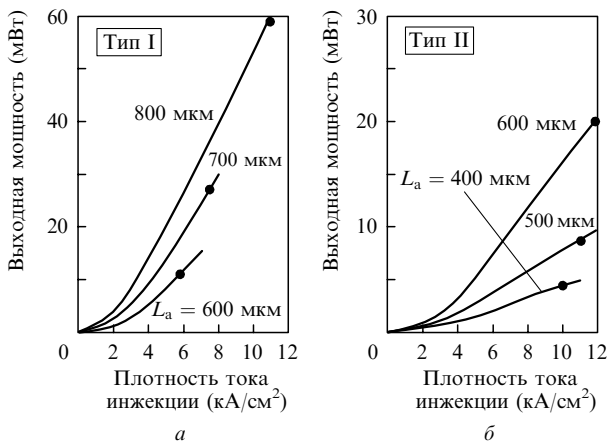 Выходная мощность (мВт)
60
40
20
0
Тип I
800 мкм
700 мкм
Lа = 600 мкм
2 4 6 8 10 12
Плотность тока
инжекции (кА/см²)
а
Выходная мощность (мВт)
30
20
10
0
Тип II
600 мкм
Lа = 400 мкм
500 мкм
2 4 6 8 10 12
Плотность тока
инжекции (кА/см²)
б